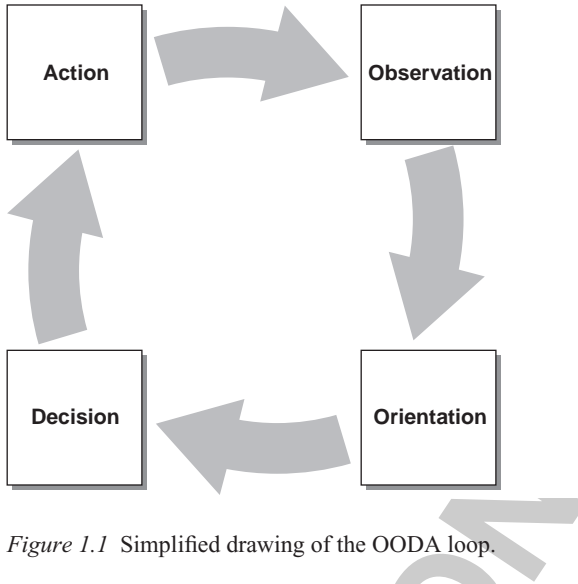 Action
Observation
Decision
Orientation
Figure 1.1 Simplified drawing of the OODA loop.